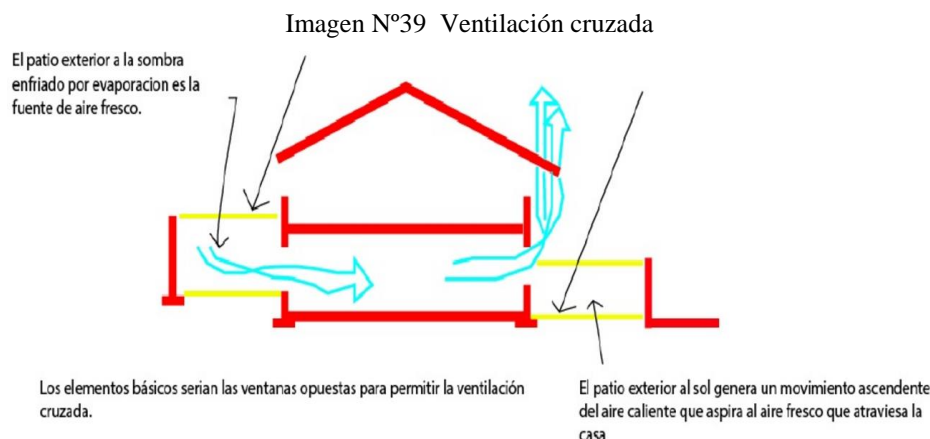 Imagen Nº39 Ventilación cruzada
El patio exterior a la sombra
enfriado por evaporacion es la
fuente de aire fresco.
Los elementos básicos serian las ventanas opuestas para permitir la ventilación
cruzada.
El patio exterior al sol genera un movimiento ascendente
del aire caliente que aspira al aire fresco que atraviesa la
casa